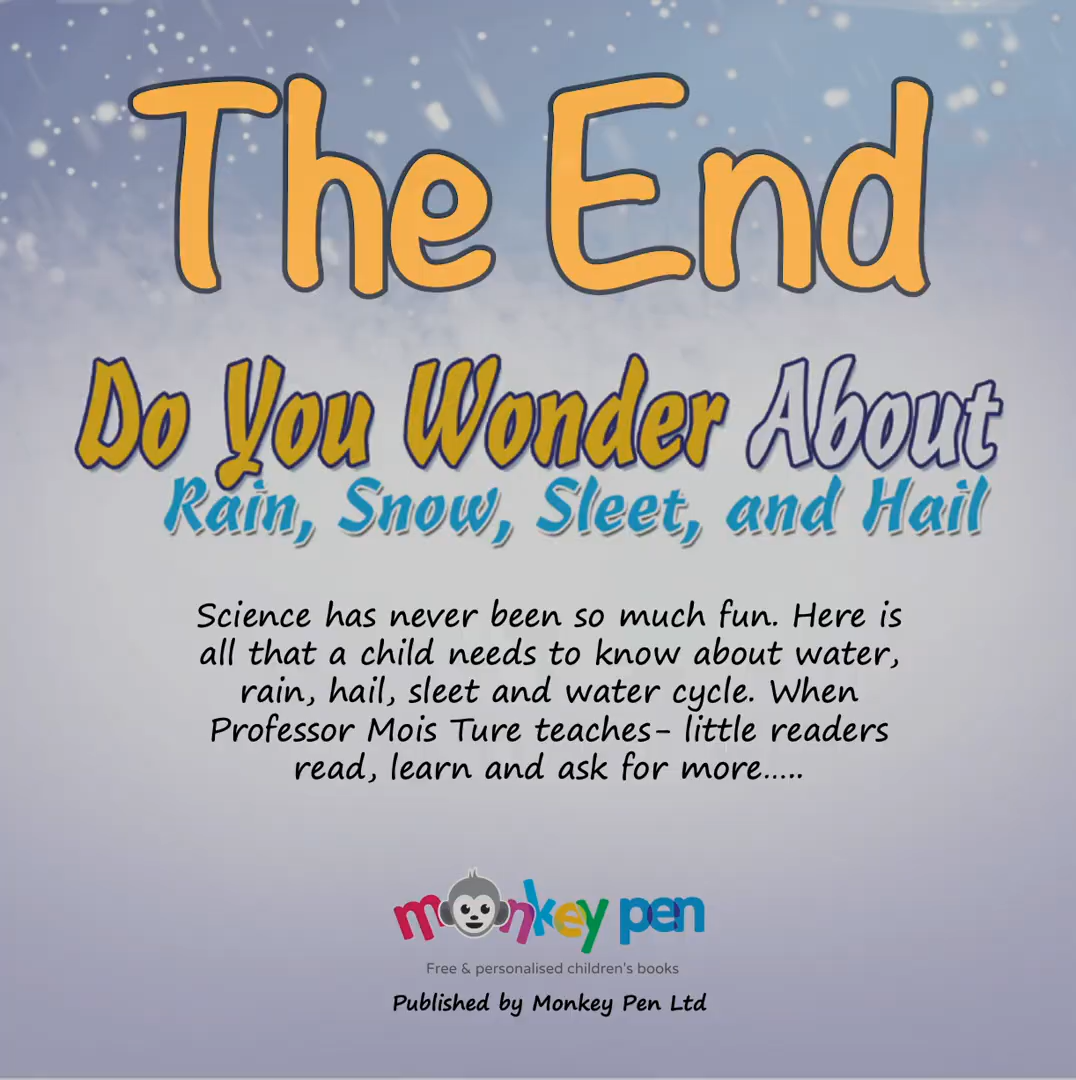 The End
Do You Wonder About
Rain, Snow, Sleet, and Hail
Science has never been so much fun. Here is
all that a child needs to know about water,
rain, hail, sleet and water cycle. When
Professor Mois Ture teaches- little readers
read, learn and ask for more.....
monkey pen
Free & personalised children's books
Published by Monkey Pen Ltd